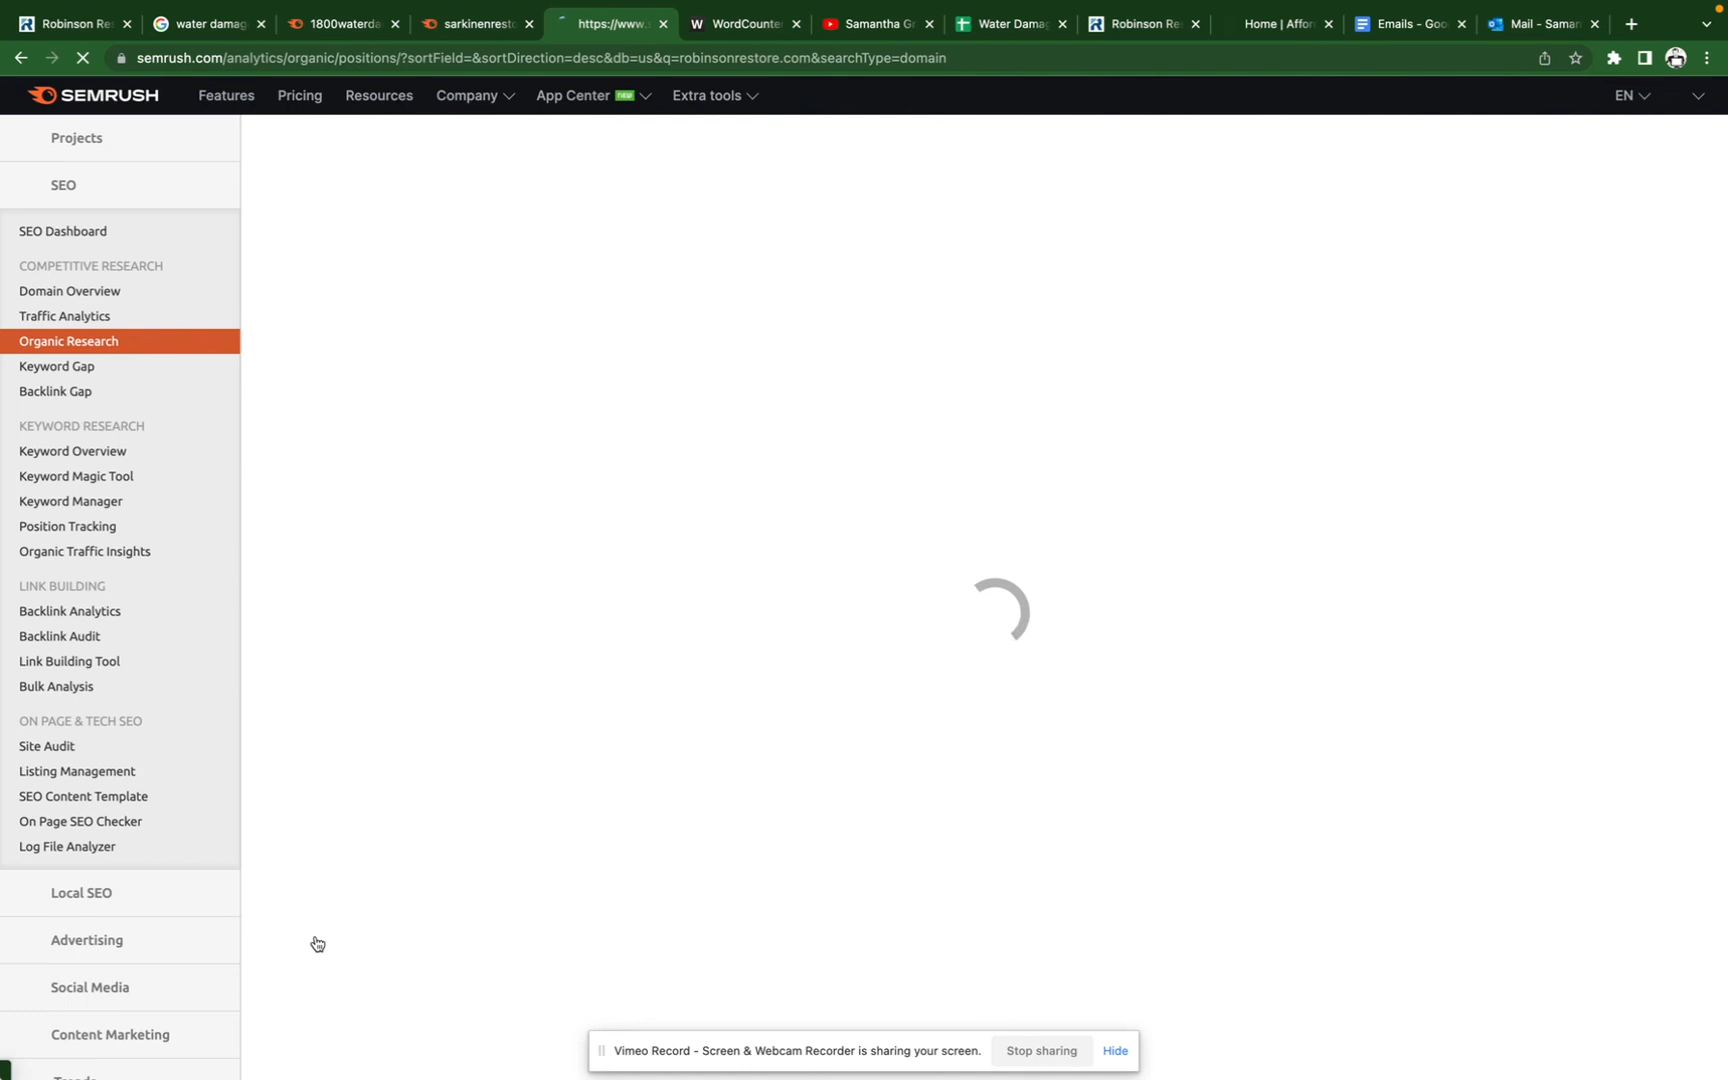 Robinson Res
water damag
1800waterda
sarkinenresto
https://www.s
WordCounter
Samantha Gr
Water Damag
Robinson Res
Home | Affor
Emails - Goo
Mail - Saman
semrush.com/analytics/organic/positions/?sortField=&sortDirection=desc&db=us&q=robinsonrestore.com&searchType=domain
SEMRUSH
Features
Pricing
Resources
Company
App Center new
Extra tools
EN
Projects
SEO
SEO Dashboard
COMPETITIVE RESEARCH
Domain Overview
Traffic Analytics
Organic Research
Keyword Gap
Backlink Gap
KEYWORD RESEARCH
Keyword Overview
Keyword Magic Tool
Keyword Manager
Position Tracking
Organic Traffic Insights
LINK BUILDING
Backlink Analytics
Backlink Audit
Link Building Tool
Bulk Analysis
ON PAGE & TECH SEO
Site Audit
Listing Management
SEO Content Template
On Page SEO Checker
Log File Analyzer
Local SEO
Advertising
Social Media
Content Marketing
Trends
Vimeo Record - Screen & Webcam Recorder is sharing your screen.
Stop sharing
Hide